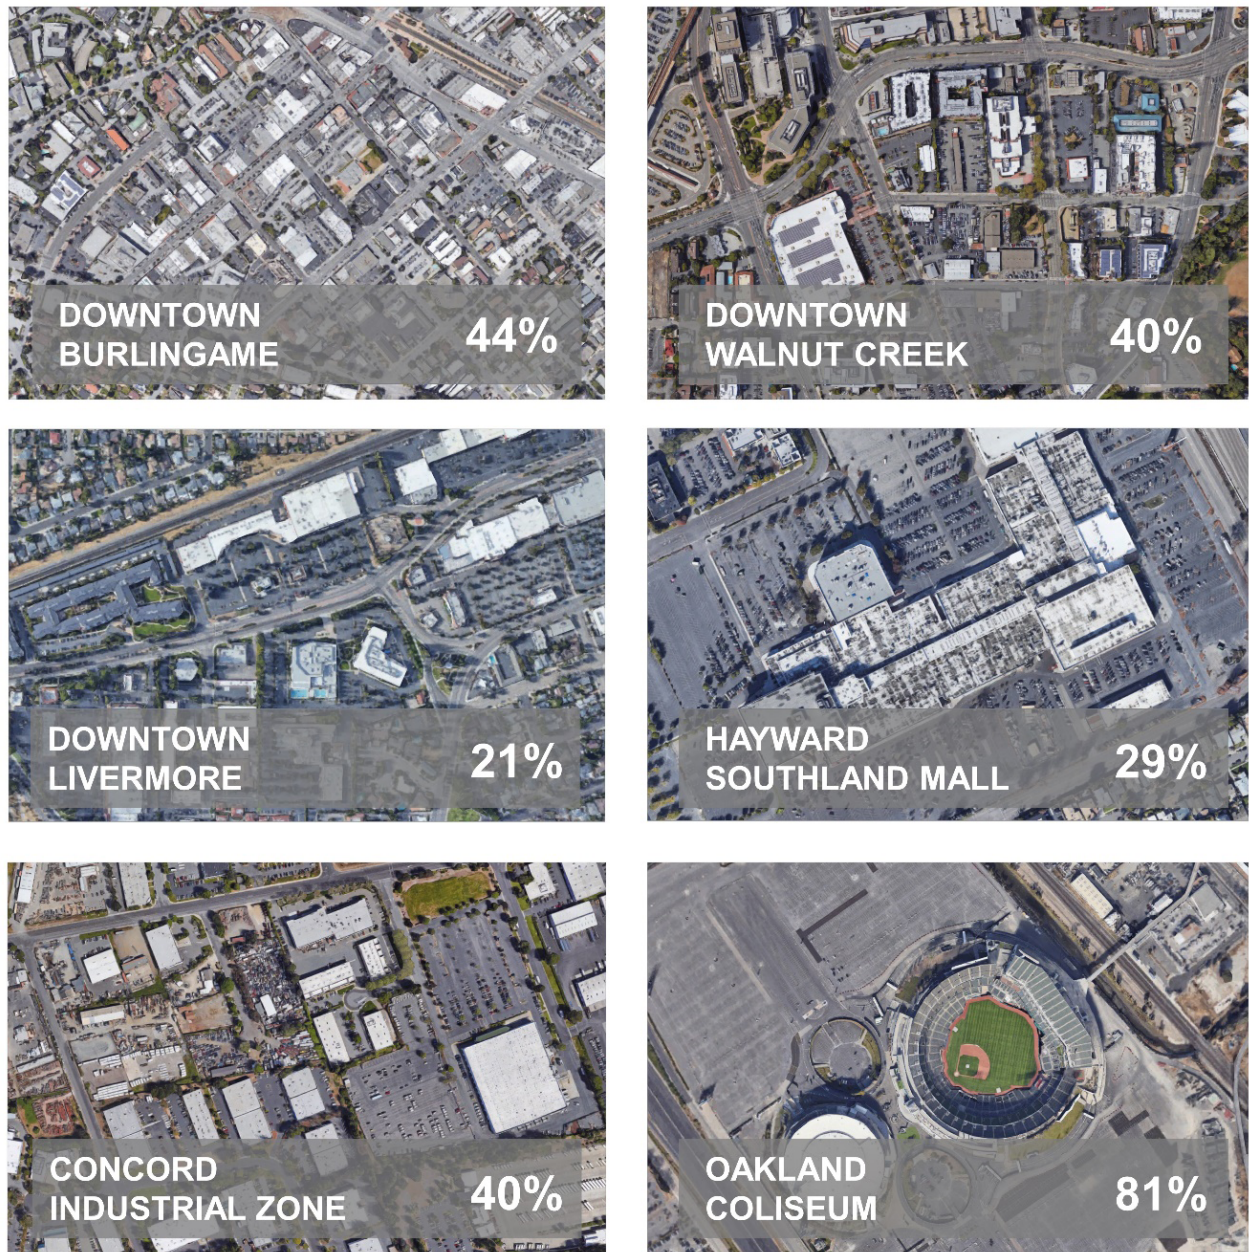 DOWNTOWN
BURLINGAME
44%
DOWNTOWN
WALNUT CREEK
40%
DOWNTOWN
LIVERMORE
21%
HAYWARD
SOUTHLAND MALL
29%
CONCORD
INDUSTRIAL ZONE
40%
OAKLAND
COLISEUM
81%